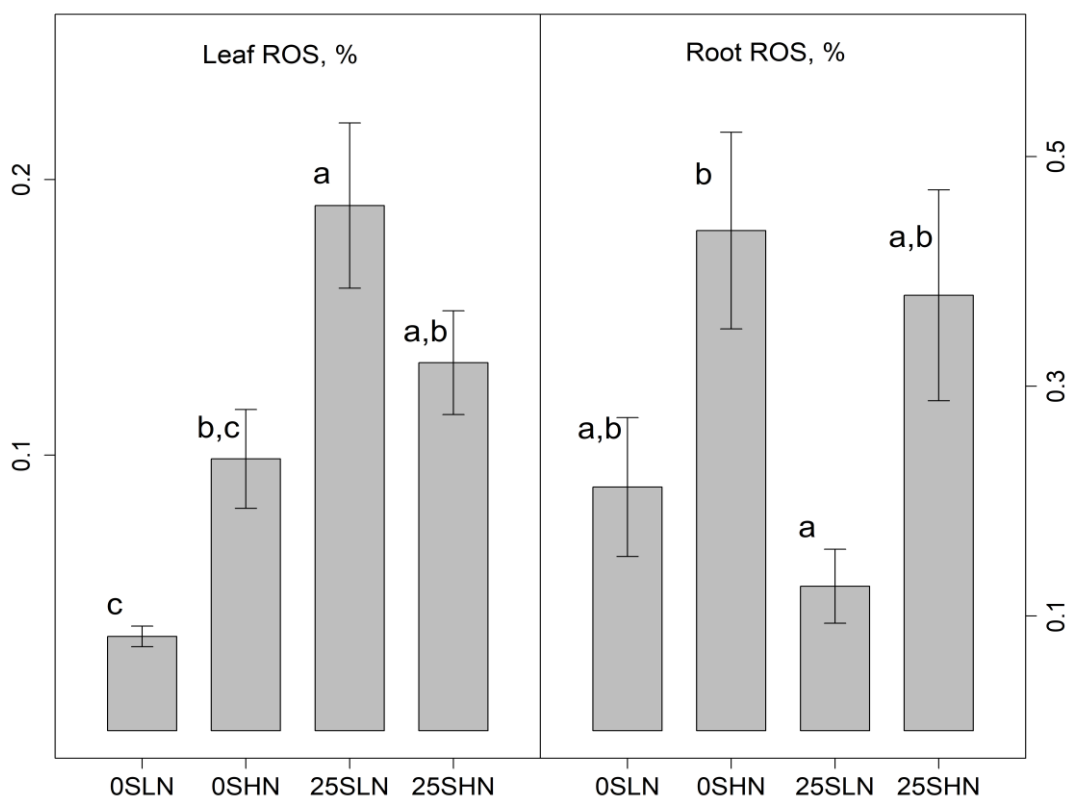 Leaf ROS, %
Root ROS, %
0.2
0.1
a
a,b
b,c
c
b
a,b
a,b
a
0.5
0.3
0.1
0SLN 0SHN 25SLN 25SHN
0SLN 0SHN 25SLN 25SHN